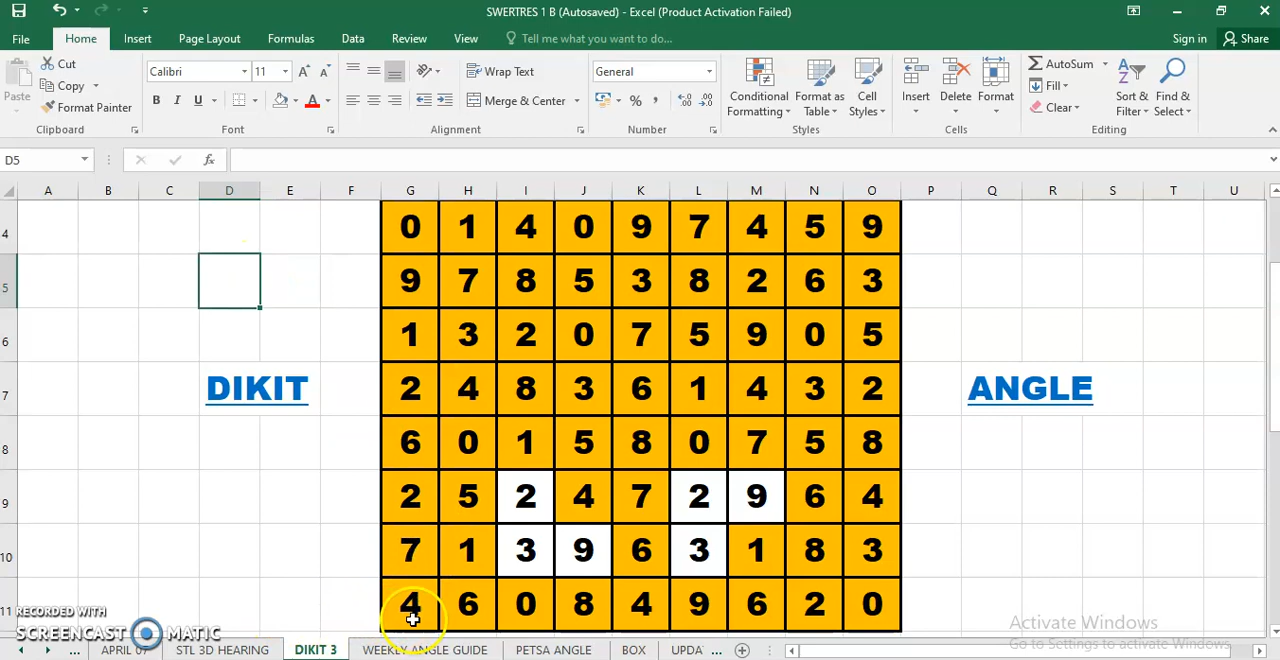 SWERTRES 1 B (Autosaved) - Excel (Product Activation Failed)
File Home Insert Page Layout Formulas Data Review View Tell me what you want to do... Sign in Share
Paste Cut Copy Format Painter
Clipboard
Calibri 11 A A
B I U A
Font
Wrap Text
Merge & Center
Alignment
General
% ,
Number
Conditional Formatting Format as Table Cell Styles
Styles
Insert Delete Format
Cells
AutoSum
Fill
Clear
Sort & Filter Find & Select
Editing
D5 fx
A B C D E F G H I J K L M N O P Q R S T U
4 0 1 4 0 9 7 4 5 9
5 9 7 8 5 3 8 2 6 3
6 1 3 2 0 7 5 9 0 5
7 DIKIT 2 4 8 3 6 1 4 3 2 ANGLE
8 6 0 1 5 8 0 7 5 8
9 2 5 2 4 7 2 9 6 4
10 7 1 3 9 6 3 1 8 3
11 4 6 0 8 4 9 6 2 0
RECORDED WITH
SCREENCAST MATIC
Activate Windows
Go to Settings to activate Windows.
... APRIL 07 STL 3D HEARING DIKIT 3 WEEKLY ANGLE GUIDE PETSA ANGLE BOX UPDA ...